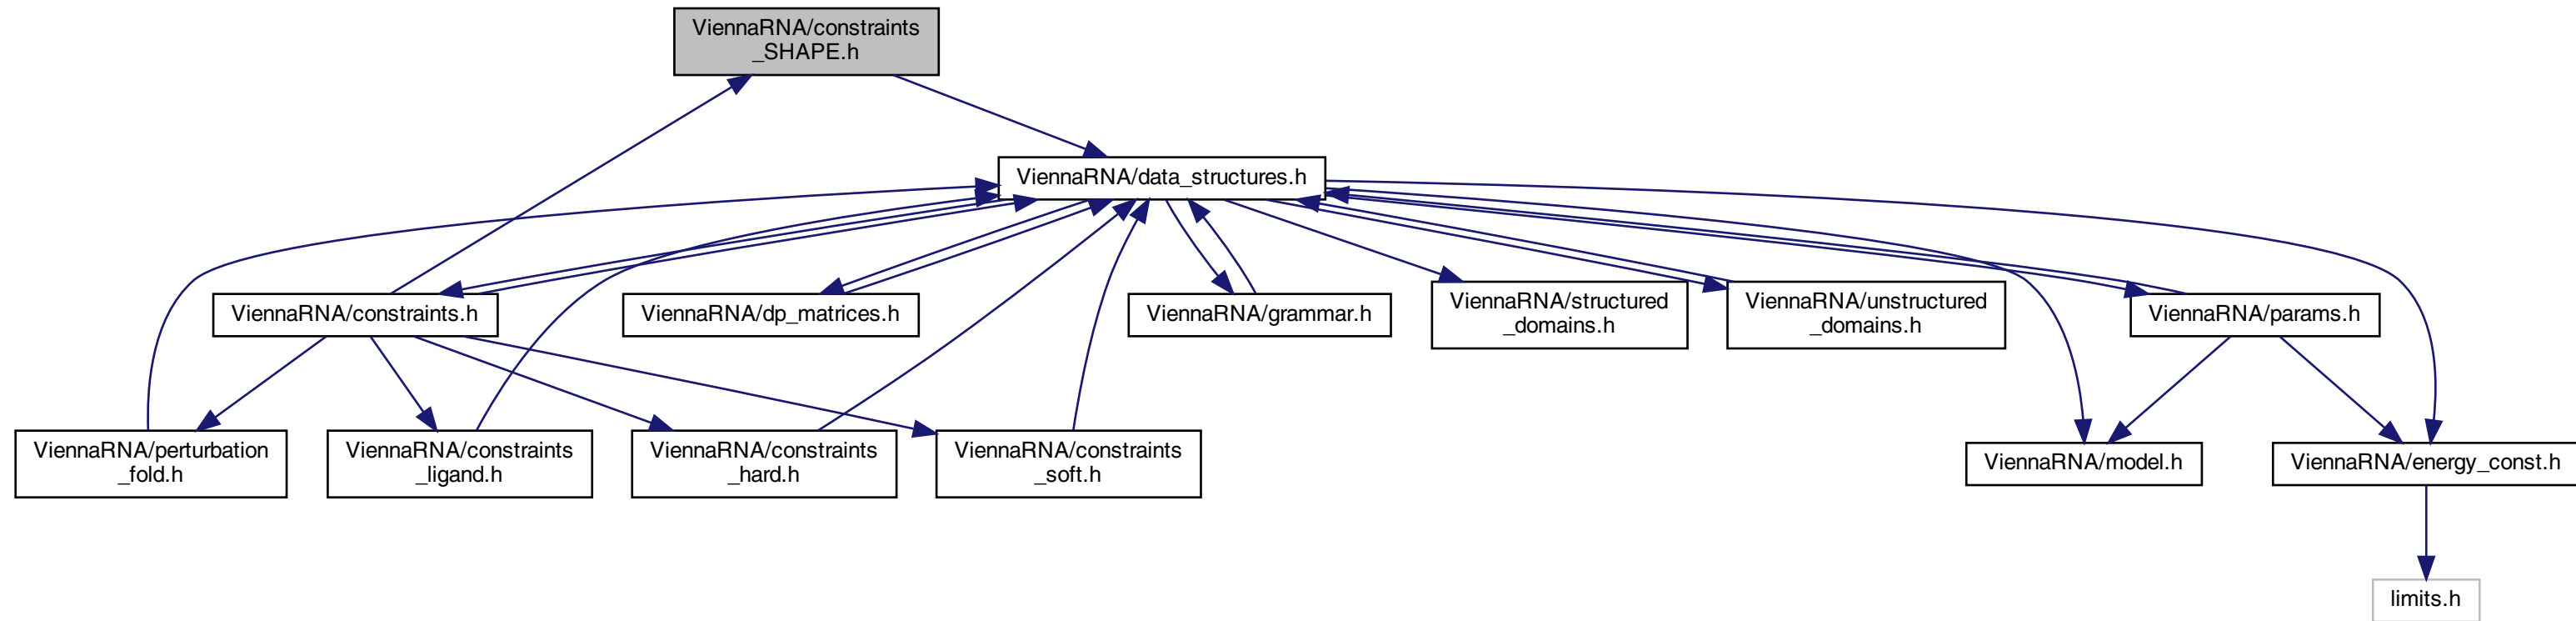 ViennaRNA/constraints
_SHAPE.h
ViennaRNA/data_structures.h
ViennaRNA/constraints.h
ViennaRNA/dp_matrices.h
ViennaRNA/grammar.h
ViennaRNA/structured
_domains.h
ViennaRNA/unstructured
_domains.h
ViennaRNA/params.h
ViennaRNA/perturbation
_fold.h
ViennaRNA/constraints
_ligand.h
ViennaRNA/constraints
_hard.h
ViennaRNA/constraints
_soft.h
ViennaRNA/model.h
ViennaRNA/energy_const.h
limits.h